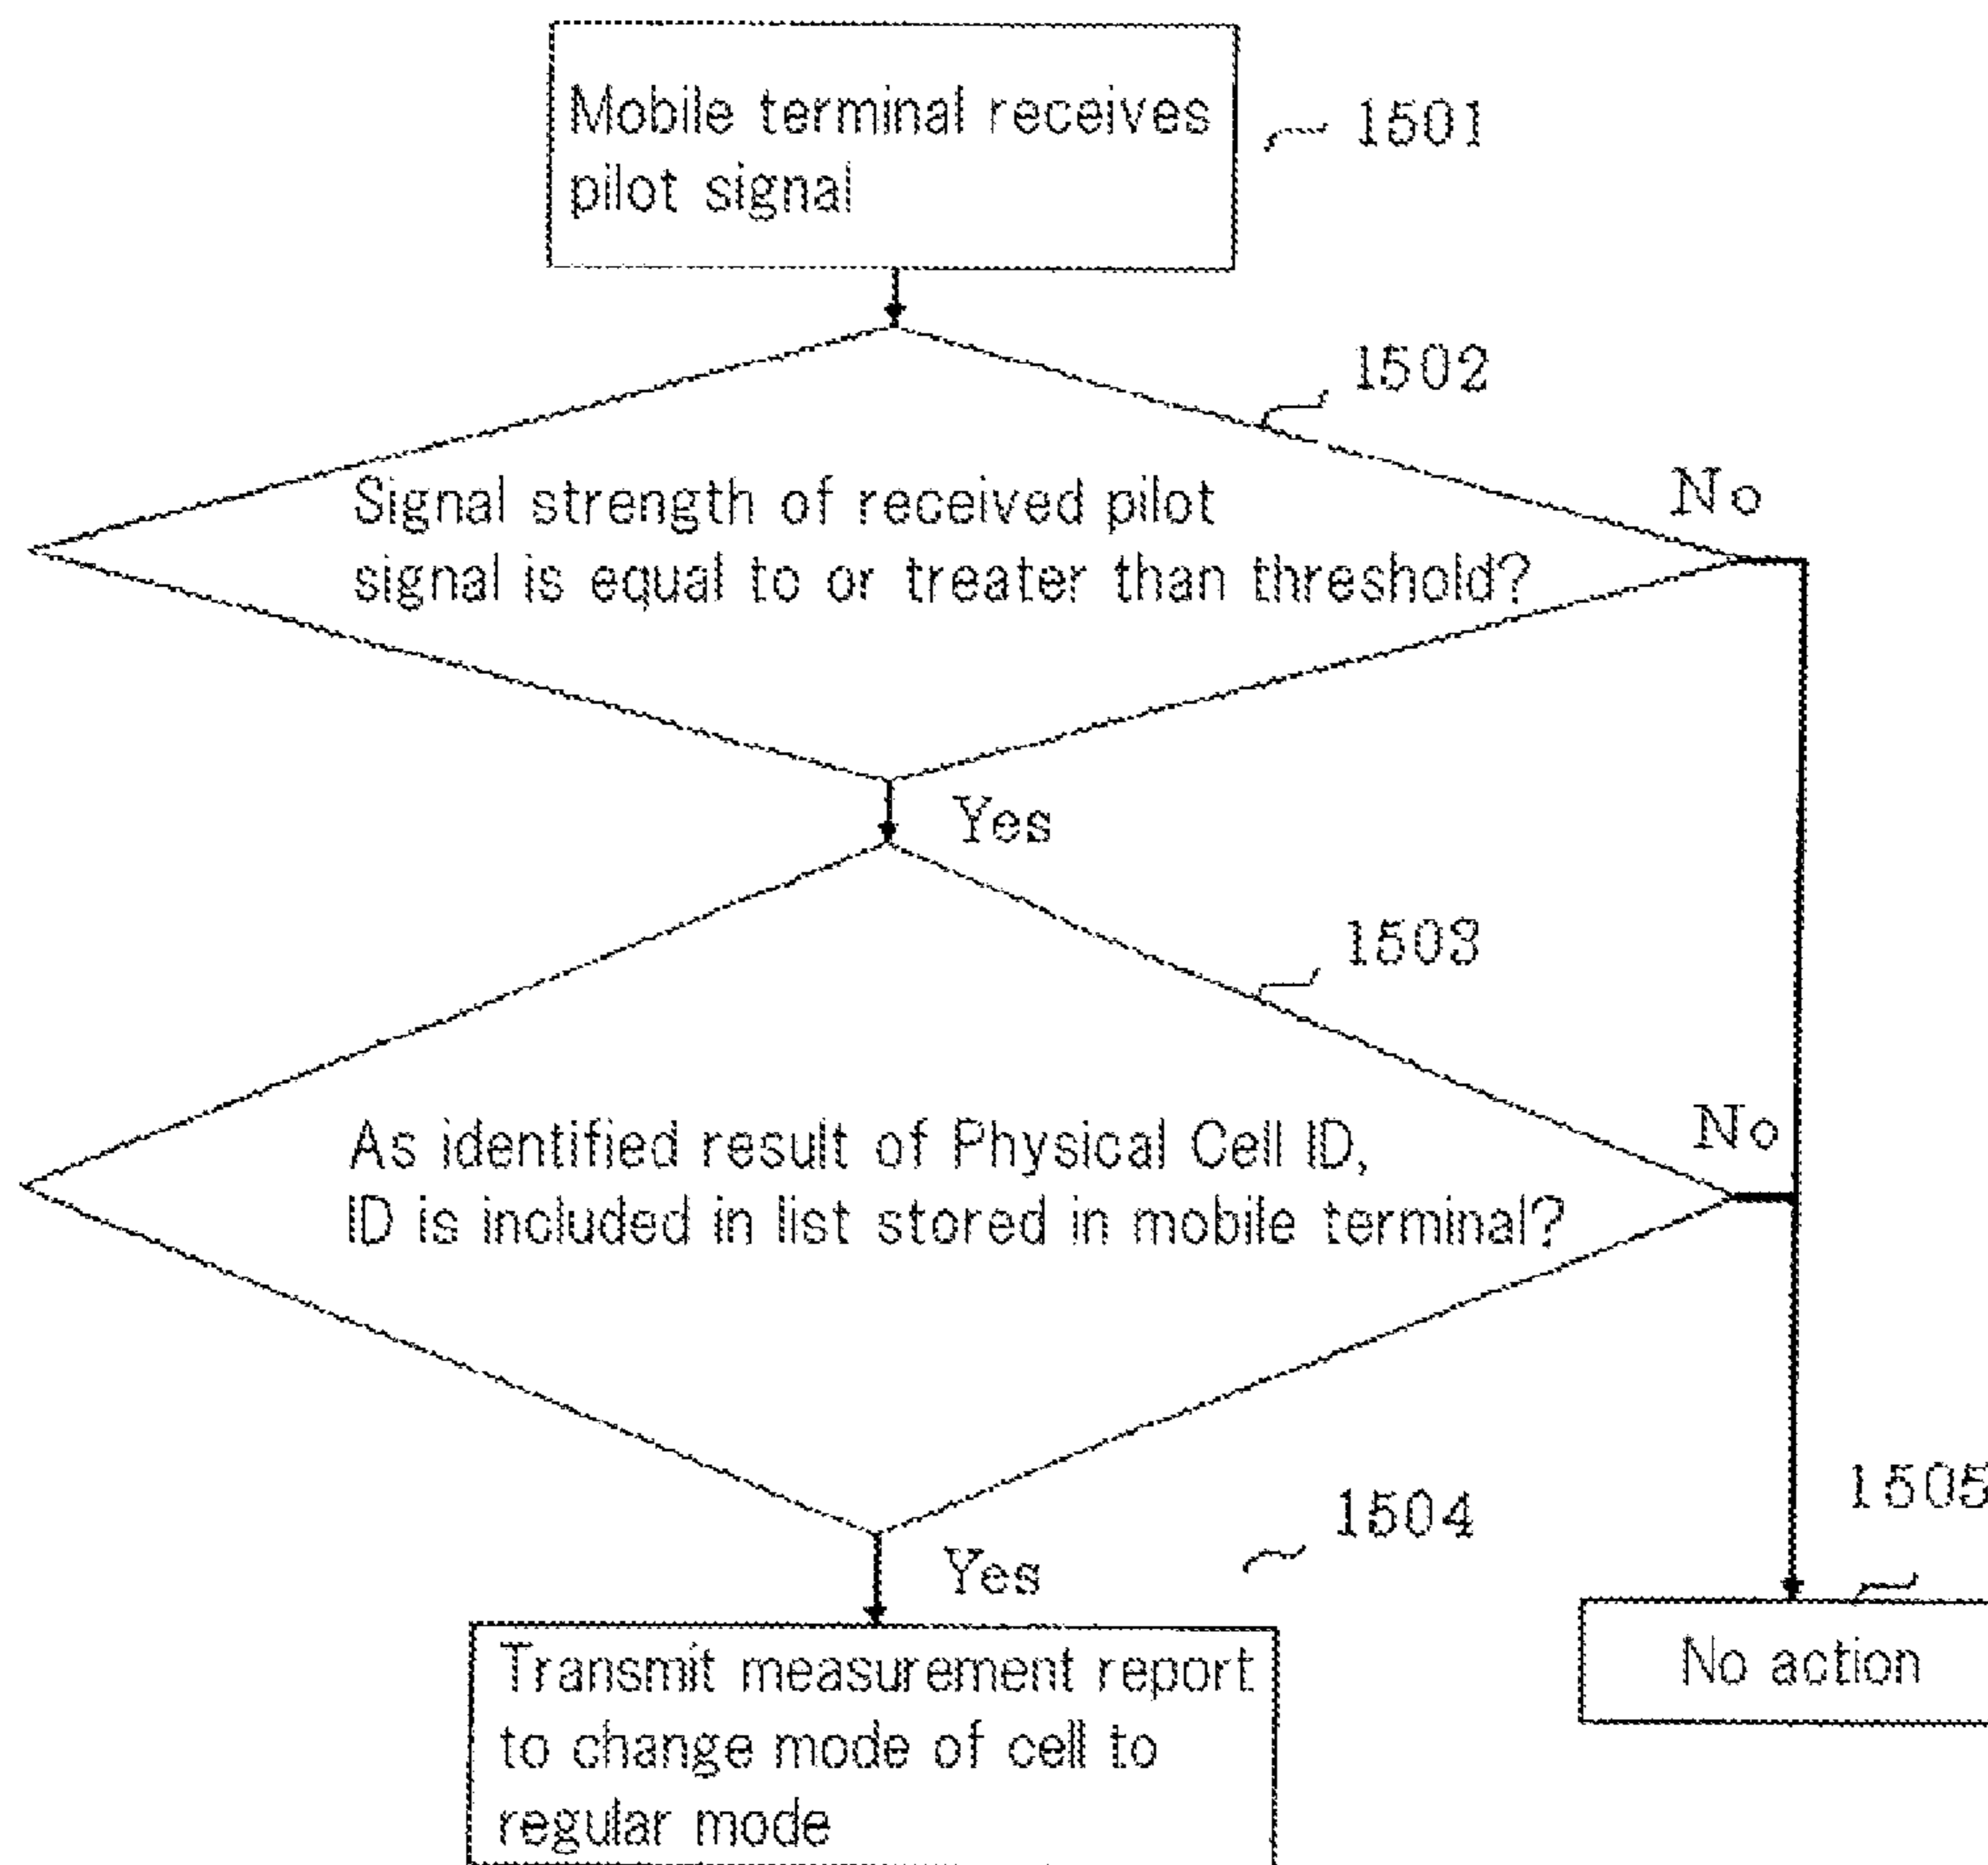 Mobile terminal receives
pilot signal
1501
1502
Signal strength of received pilot
signal is equal to or treater than threshold?
No
Yes
1503
As identified result of Physical Cell ID,
ID is included in list stored in mobile terminal?
No
Yes
1504
1505
Transmit measurement report
to change mode of cell to
regular mode
No action